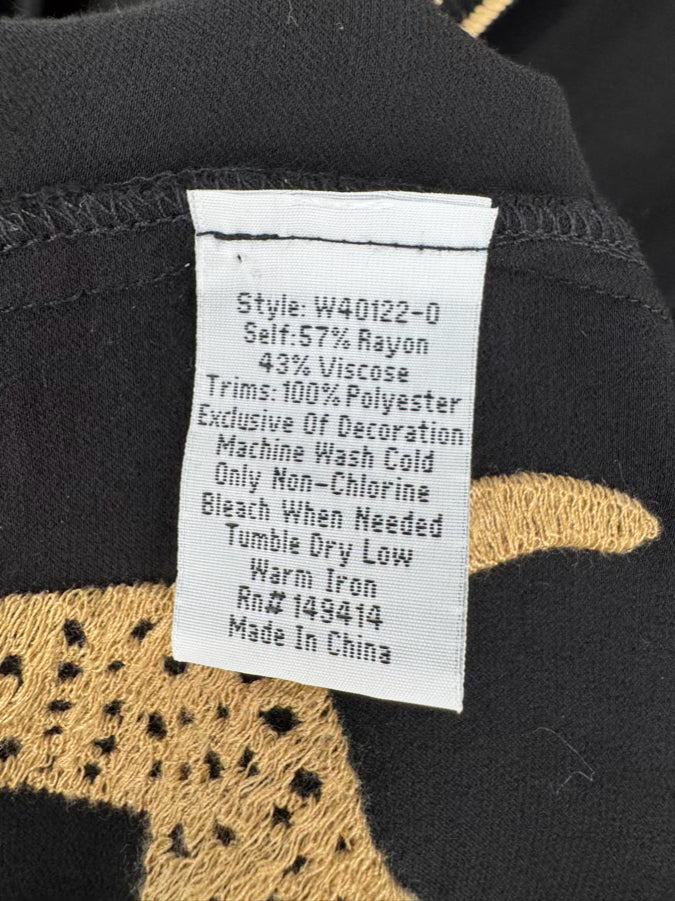 Style: W40122-0
Self:57% Rayon
43% Viscose
Trims:100% Polyester
Exclusive Of Decoration
Machine Wash Cold
Only Non-Chlorine
Bleach When Needed
Tumble Dry Low
Warm Iron
Rn# 149414
Made In China